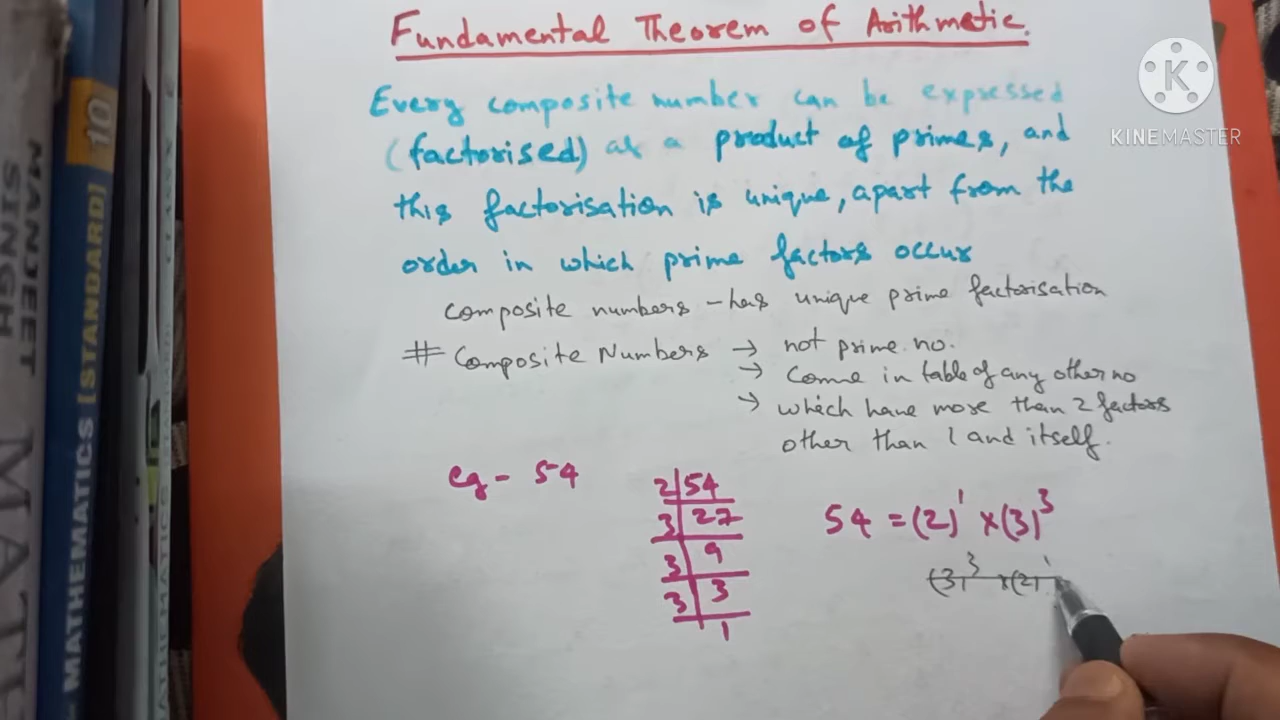 Fundamental Theorem of Arithmetic.
Every composite number can be expressed
(factorised) as a product of primes, and
this factorisation is unique, apart from the
order in which prime factors occur
composite numbers - has unique prime factorisation
# Composite Numbers → not prime no.
→ Come in table of any other no
→ which have more than 2 factors
other than 1 and itself.
eg - 54
2 | 54
3 | 27
3 | 9
3 | 3
1
54 = (2)¹ × (3)³
(3)³ × (2)¹
KINEMASTER
MANJEET SINGH
MATHEMATICS [STANDARD] 10